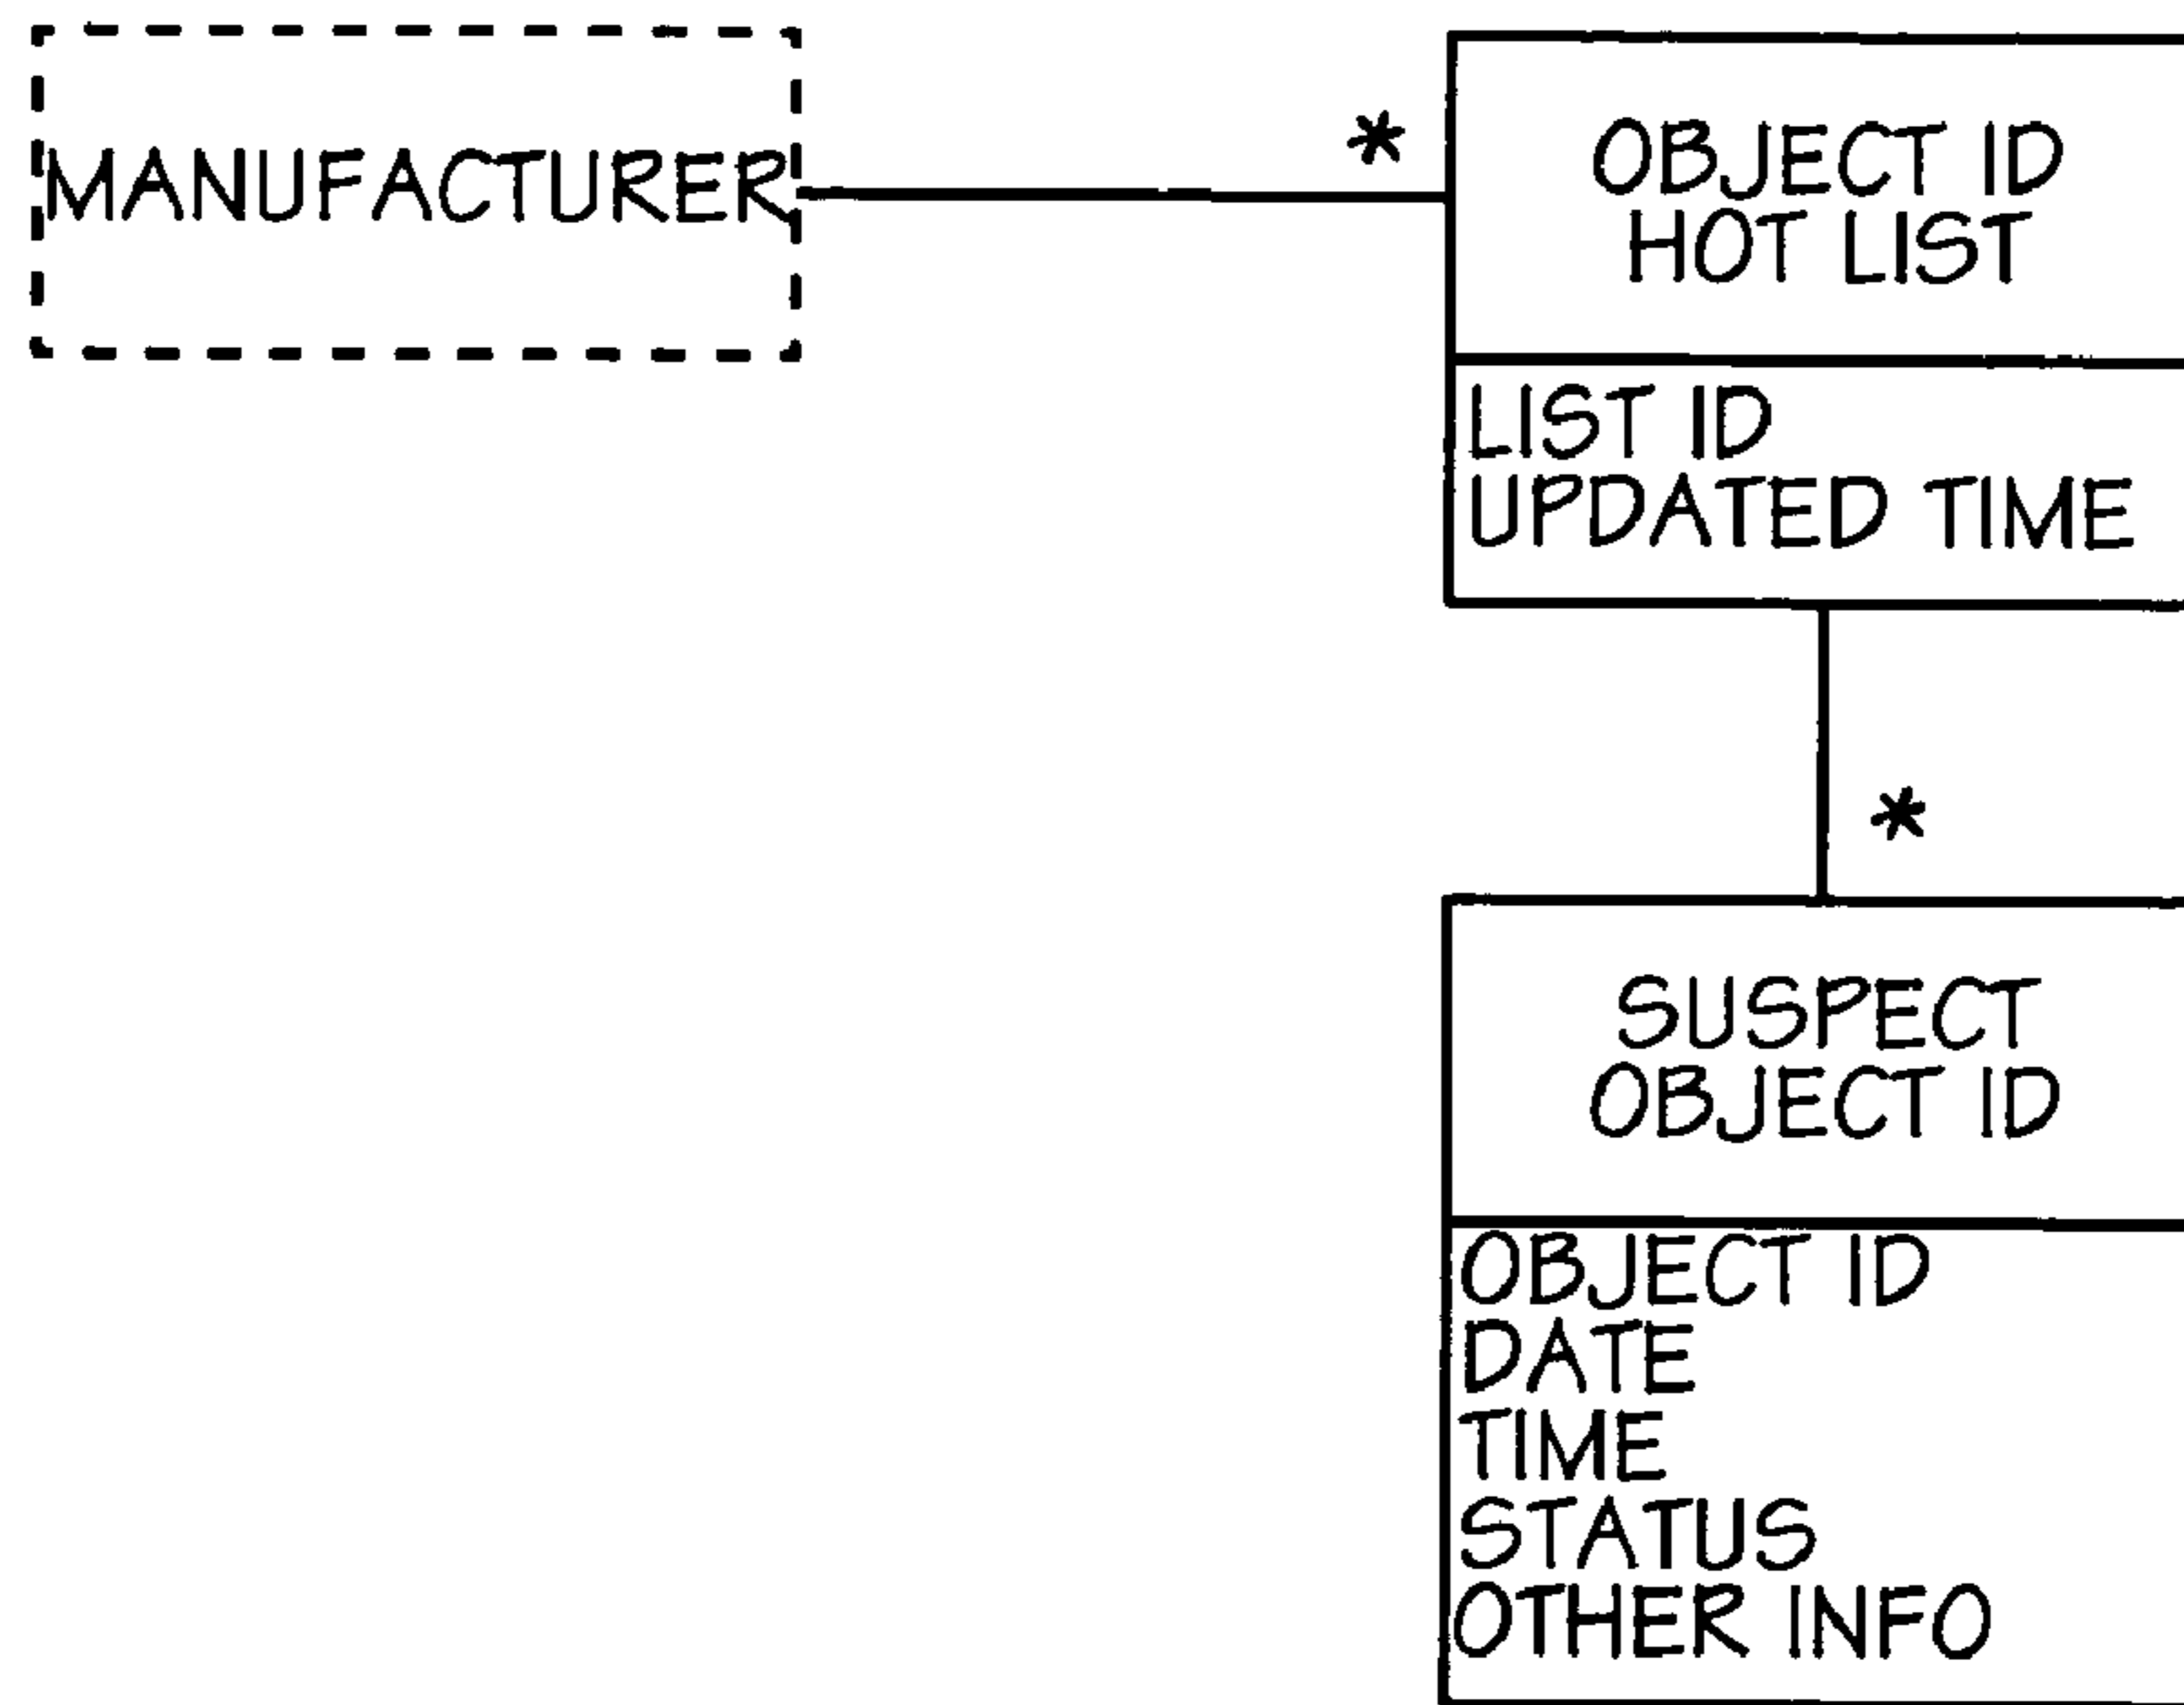 MANUFACTURER
*
OBJECT ID
HOT LIST
LIST ID
UPDATED TIME
*
SUSPECT
OBJECT ID
OBJECT ID
DATE
TIME
STATUS
OTHER INFO